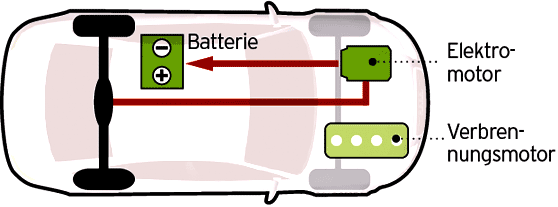 Batterie
Elektro-
motor
Verbren-
nungsmotor